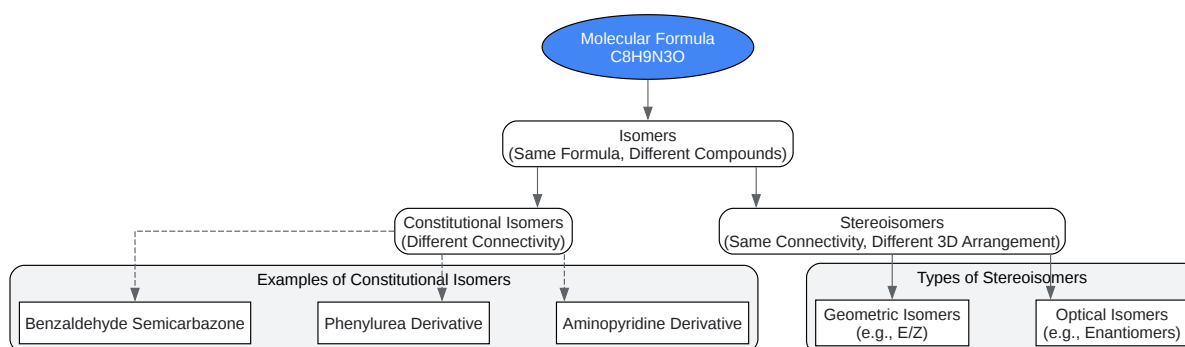 Molecular Formula
C8H9N3O
Isomers
(Same Formula, Different Compounds)
Constitutional Isomers
(Different Connectivity)
Stereoisomers
(Same Connectivity, Different 3D Arrangement)
Examples of Constitutional Isomers
Benzaldehyde Semicarbazone
Phenylurea Derivative
Aminopyridine Derivative
Types of Stereoisomers
Geometric Isomers
(e.g., E/Z)
Optical Isomers
(e.g., Enantiomers)